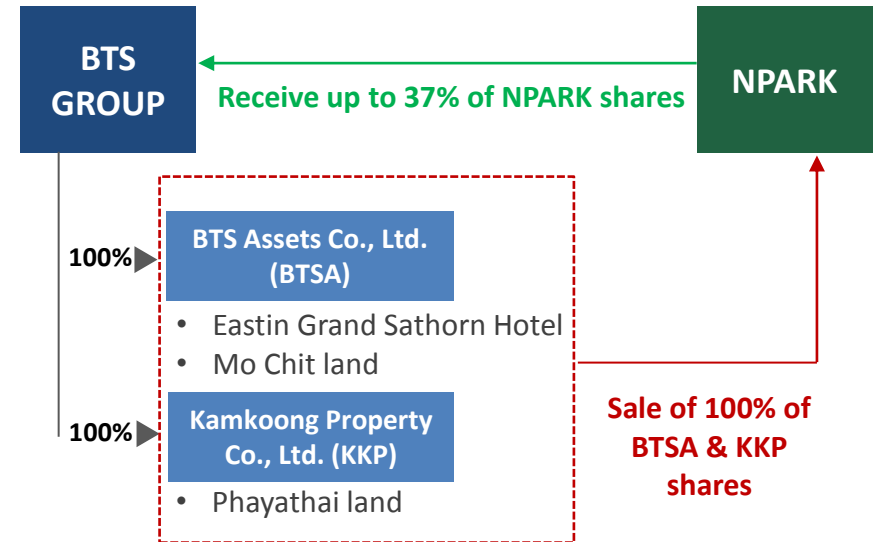 BTS
GROUP
NPARK
Receive up to 37% of NPARK shares
100%
BTS Assets Co., Ltd.
(BTSA)
• Eastin Grand Sathorn Hotel
• Mo Chit land
100%
Kamkoong Property
Co., Ltd. (KKP)
• Phayathai land
Sale of 100% of
BTSA & KKP
shares